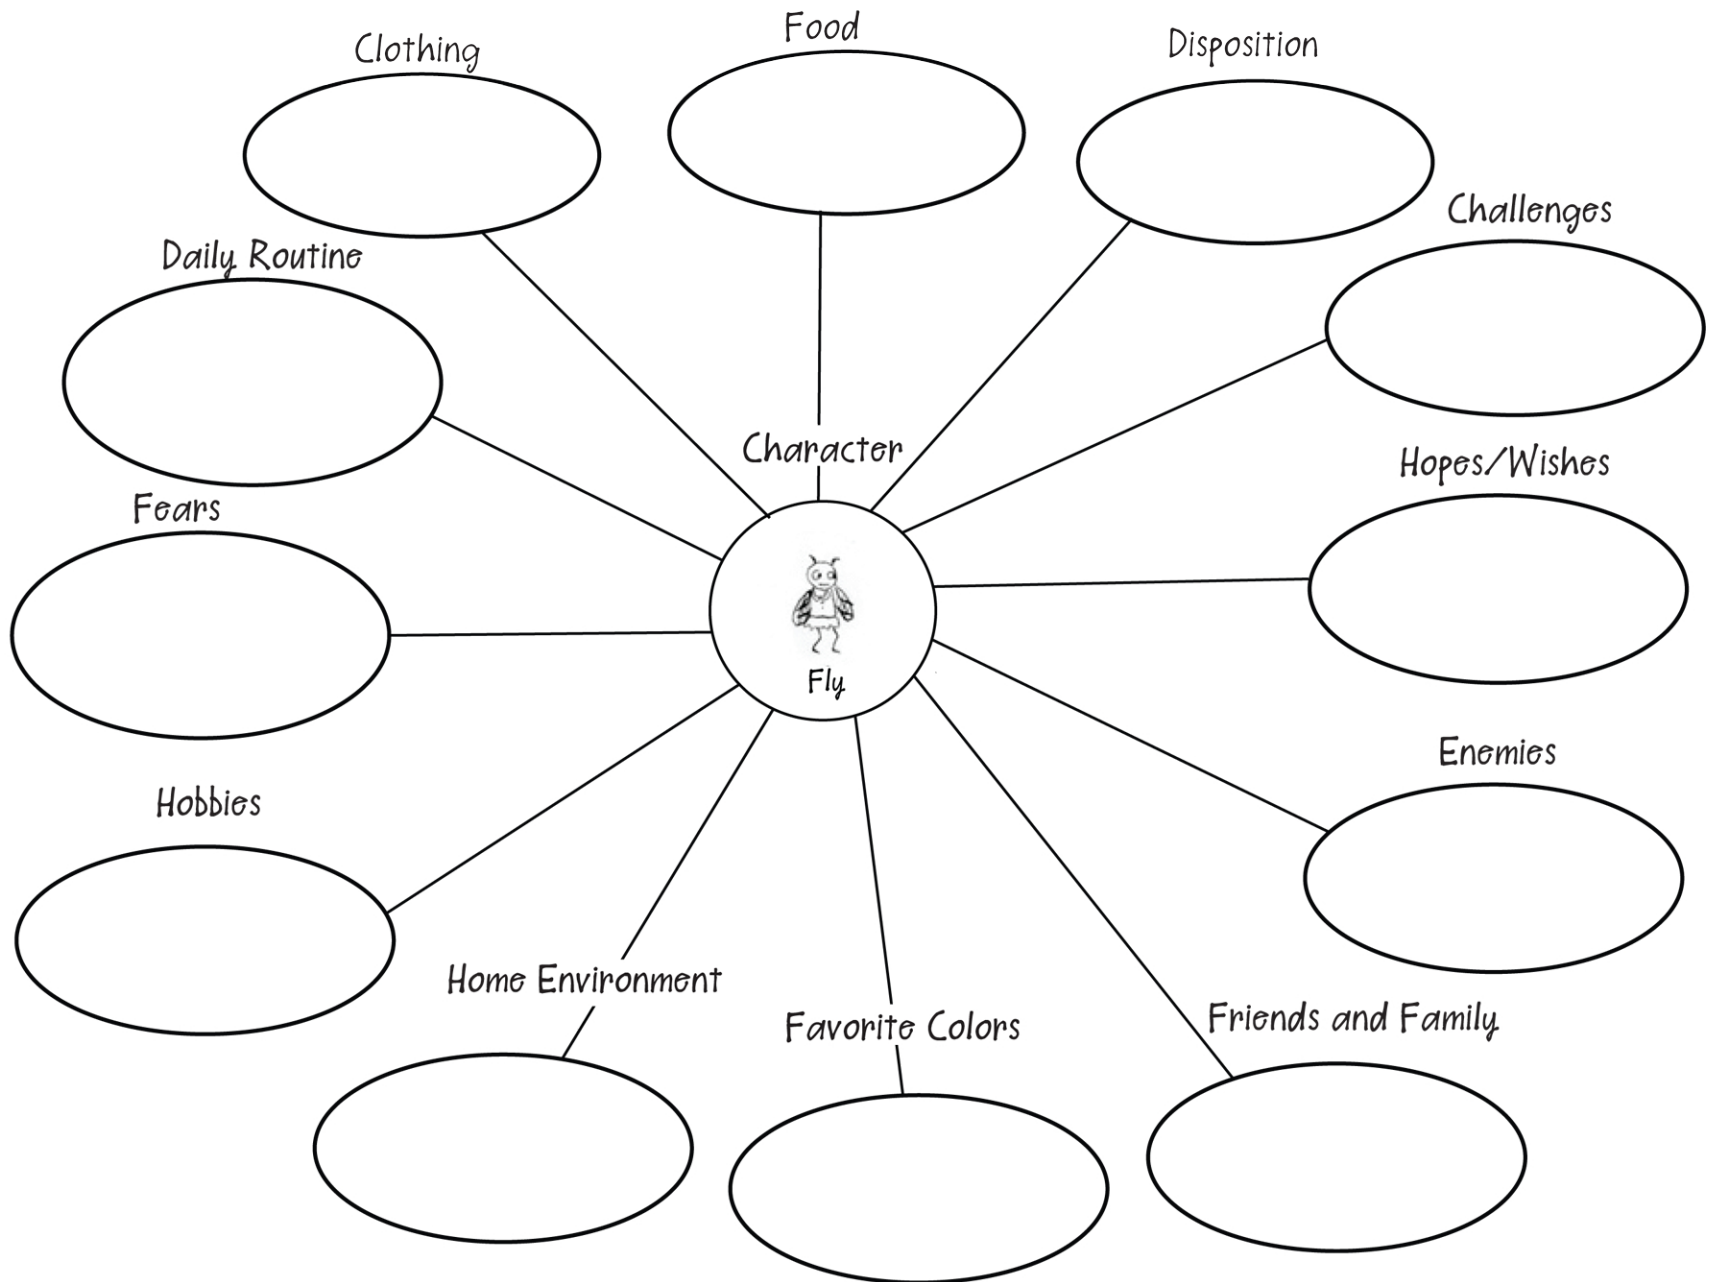 Clothing
Food
Disposition
Challenges
Daily Routine
Character
Hopes/Wishes
Fears
Fly
Enemies
Hobbies
Home Environment
Favorite Colors
Friends and Family